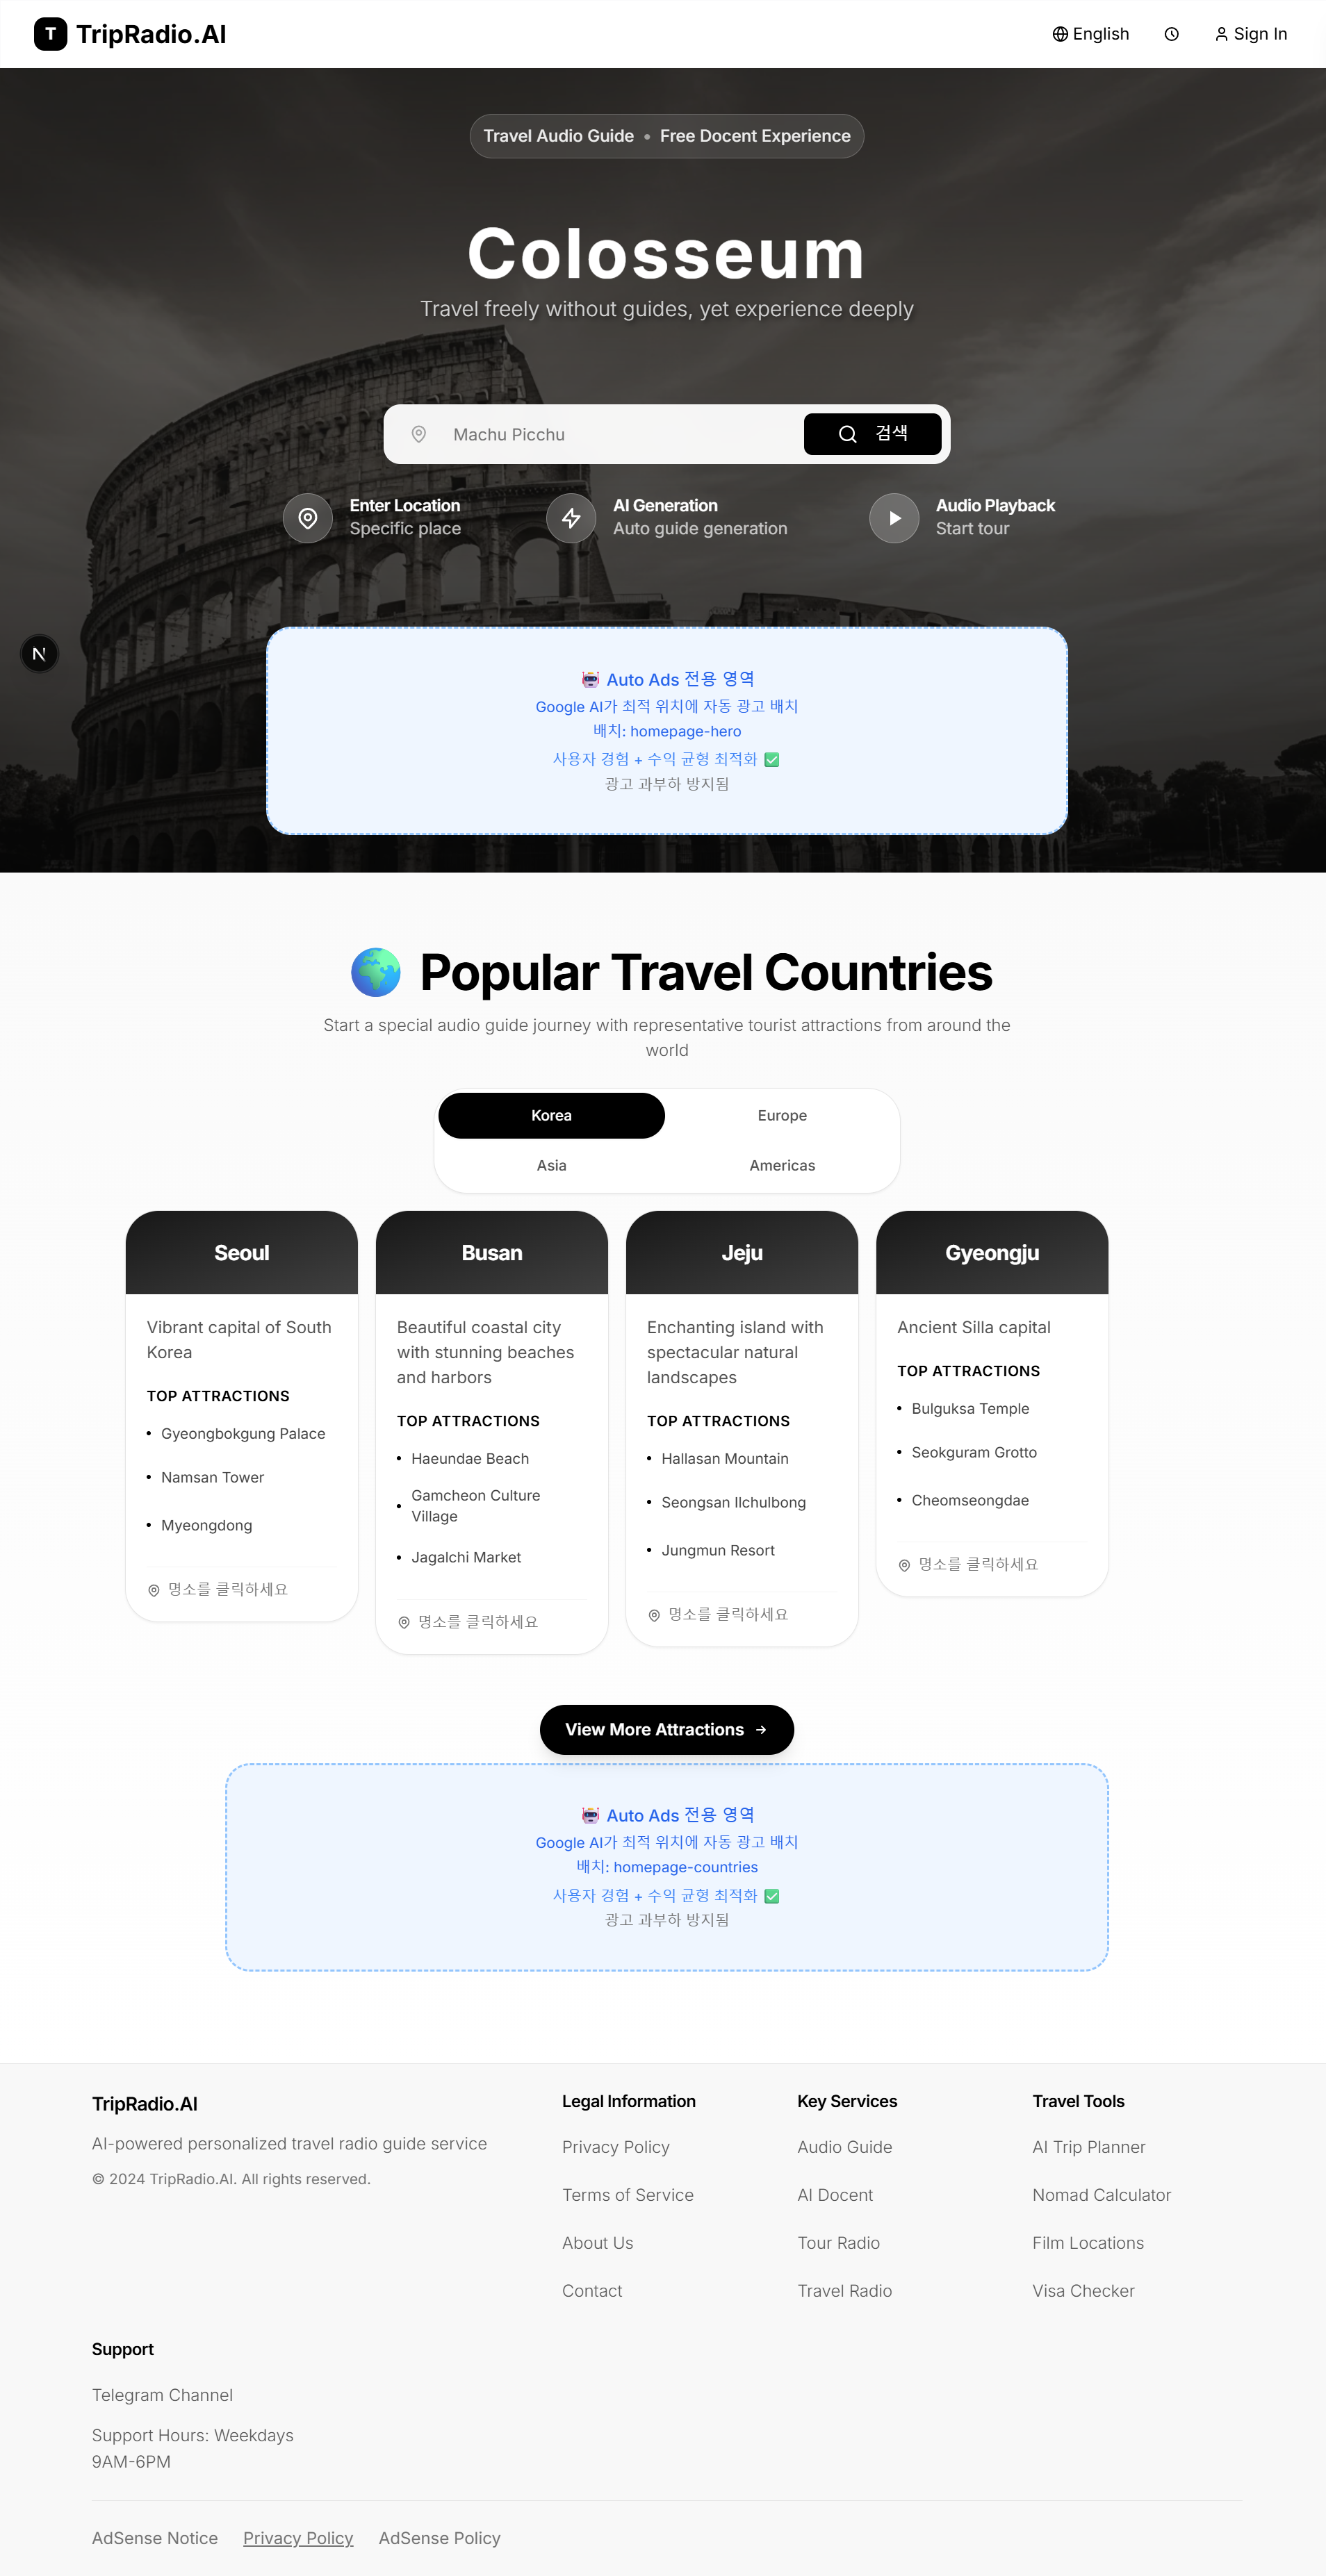 T TripRadio.AI
English
Sign In
Travel Audio Guide • Free Docent Experience
Colosseum
Travel freely without guides, yet experience deeply
Machu Picchu
검색
Enter Location
Specific place
AI Generation
Auto guide generation
Audio Playback
Start tour
N
🤖 Auto Ads 전용 영역
Google AI가 최적 위치에 자동 광고 배치
배치: homepage-hero
사용자 경험 + 수익 균형 최적화 ✅
광고 과부하 방지됨
🌍 Popular Travel Countries
Start a special audio guide journey with representative tourist attractions from around the
world
Korea
Europe
Asia
Americas
Seoul
Vibrant capital of South
Korea
TOP ATTRACTIONS
• Gyeongbokgung Palace
• Namsan Tower
• Myeongdong
명소를 클릭하세요
Busan
Beautiful coastal city
with stunning beaches
and harbors
TOP ATTRACTIONS
• Haeundae Beach
• Gamcheon Culture
Village
• Jagalchi Market
명소를 클릭하세요
Jeju
Enchanting island with
spectacular natural
landscapes
TOP ATTRACTIONS
• Hallasan Mountain
• Seongsan Ilchulbong
• Jungmun Resort
명소를 클릭하세요
Gyeongju
Ancient Silla capital
TOP ATTRACTIONS
• Bulguksa Temple
• Seokguram Grotto
• Cheomseongdae
명소를 클릭하세요
View More Attractions →
🤖 Auto Ads 전용 영역
Google AI가 최적 위치에 자동 광고 배치
배치: homepage-countries
사용자 경험 + 수익 균형 최적화 ✅
광고 과부하 방지됨
TripRadio.AI
AI-powered personalized travel radio guide service
© 2024 TripRadio.AI. All rights reserved.
Legal Information
Privacy Policy
Terms of Service
About Us
Contact
Key Services
Audio Guide
AI Docent
Tour Radio
Travel Radio
Travel Tools
AI Trip Planner
Nomad Calculator
Film Locations
Visa Checker
Support
Telegram Channel
Support Hours: Weekdays
9AM-6PM
AdSense Notice
Privacy Policy
AdSense Policy